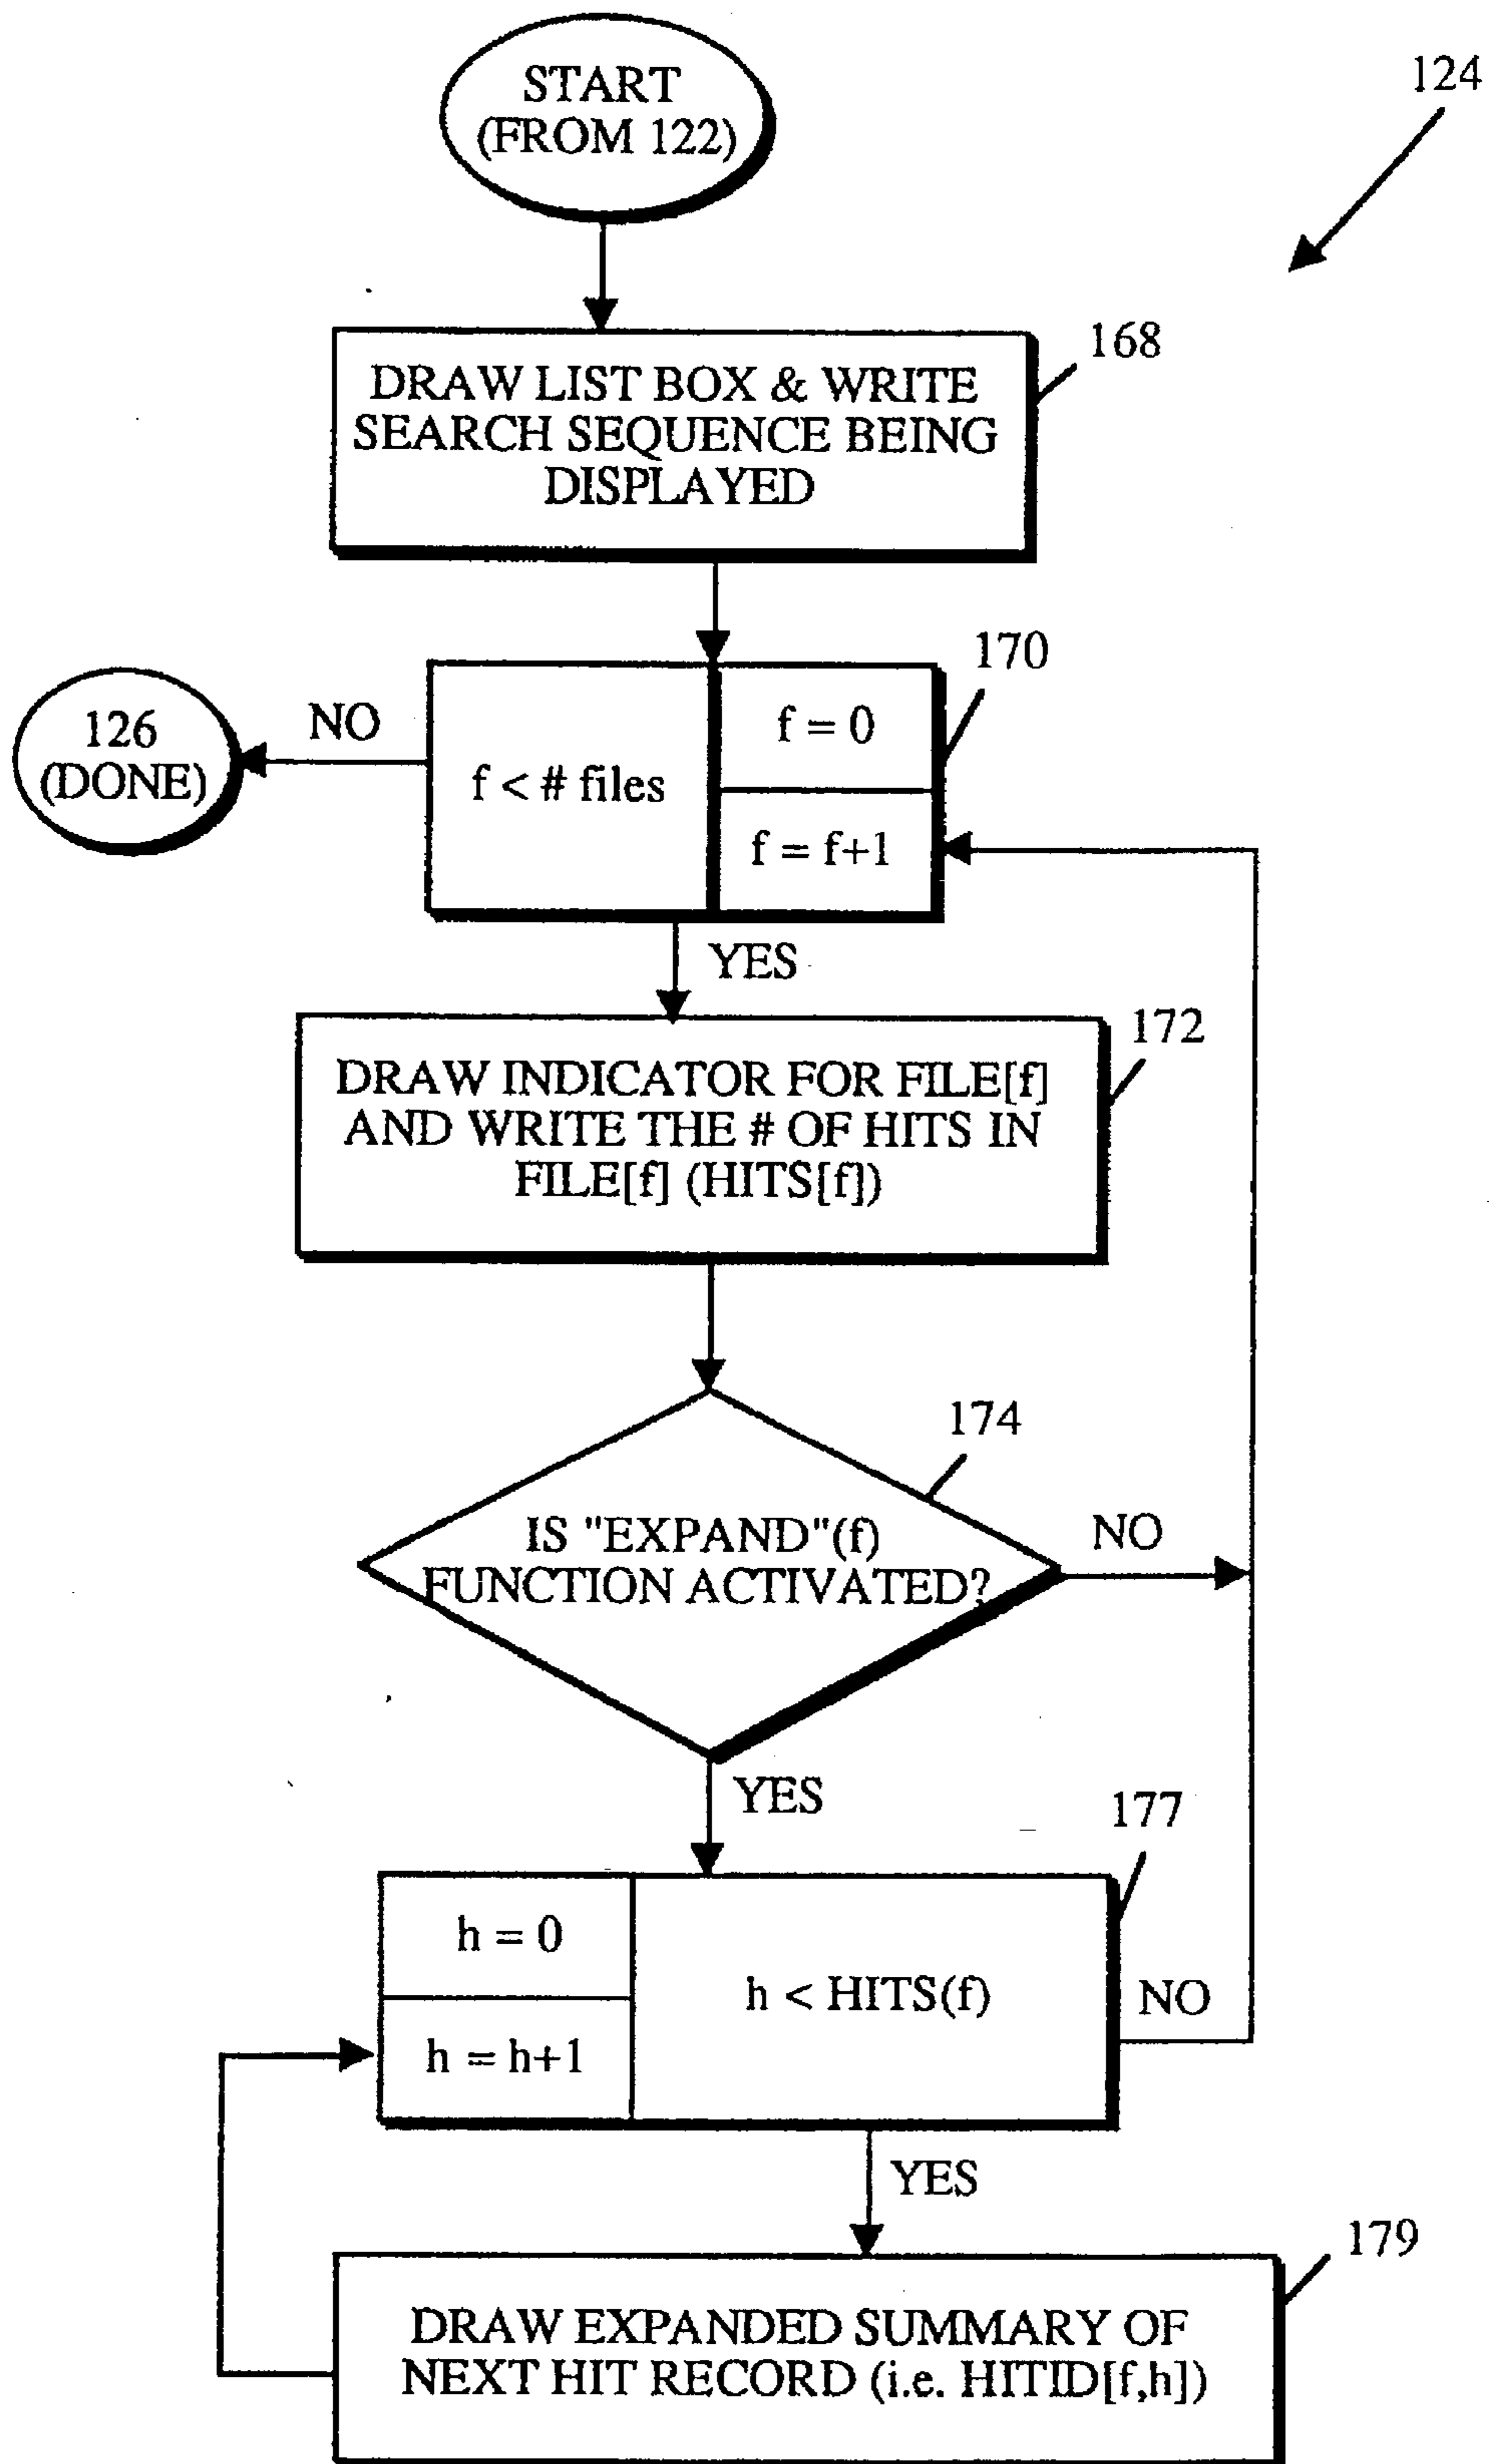 START
(FROM 122)
124
168
DRAW LIST BOX & WRITE
SEARCH SEQUENCE BEING
DISPLAYED
170
126
(DONE)
NO
f < # files
f = 0
f = f+1
YES
172
DRAW INDICATOR FOR FILE[f]
AND WRITE THE # OF HITS IN
FILE[f] (HITS[f])
174
IS "EXPAND"(f)
FUNCTION ACTIVATED?
NO
YES
177
h = 0
h = h+1
h < HITS(f)
NO
YES
179
DRAW EXPANDED SUMMARY OF
NEXT HIT RECORD (i.e. HITID[f,h])